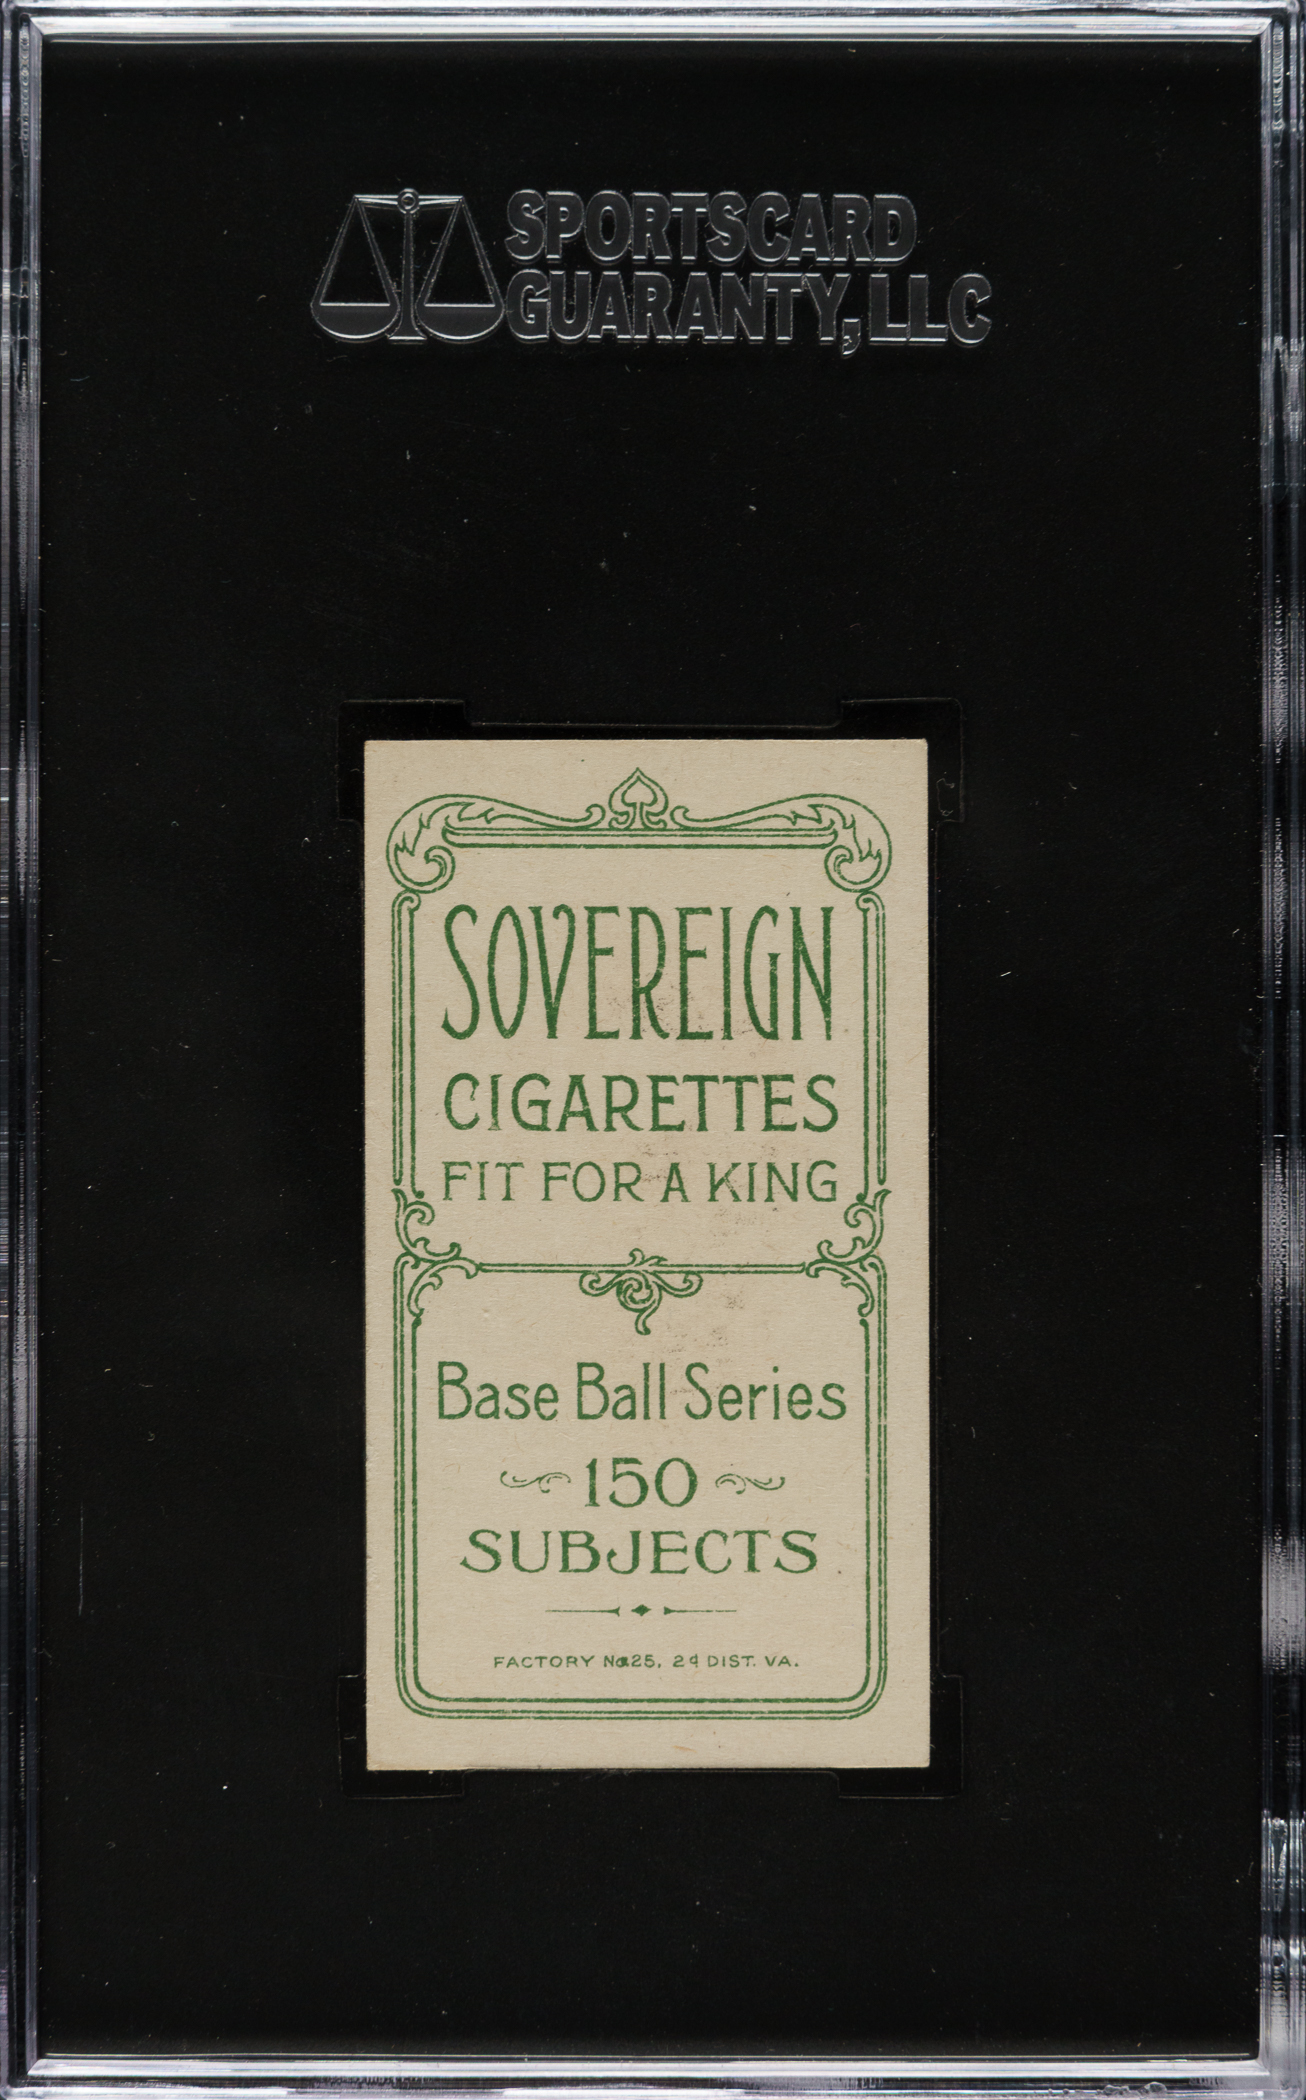 SPORTSCARD
GUARANTY, LLC
SOVEREIGN
CIGARETTES
FIT FOR A KING
Base Ball Series
150
SUBJECTS
FACTORY No 25, 2d DIST. VA.